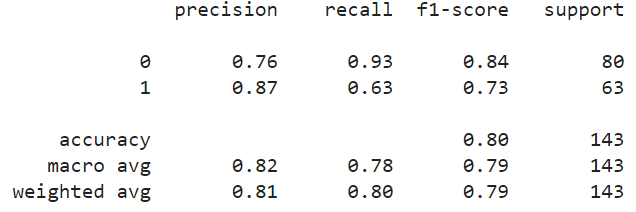 precision recall f1-score support
0 0.76 0.93 0.84 80
1 0.87 0.63 0.73 63
accuracy 0.80 143
macro avg 0.82 0.78 0.79 143
weighted avg 0.81 0.80 0.79 143